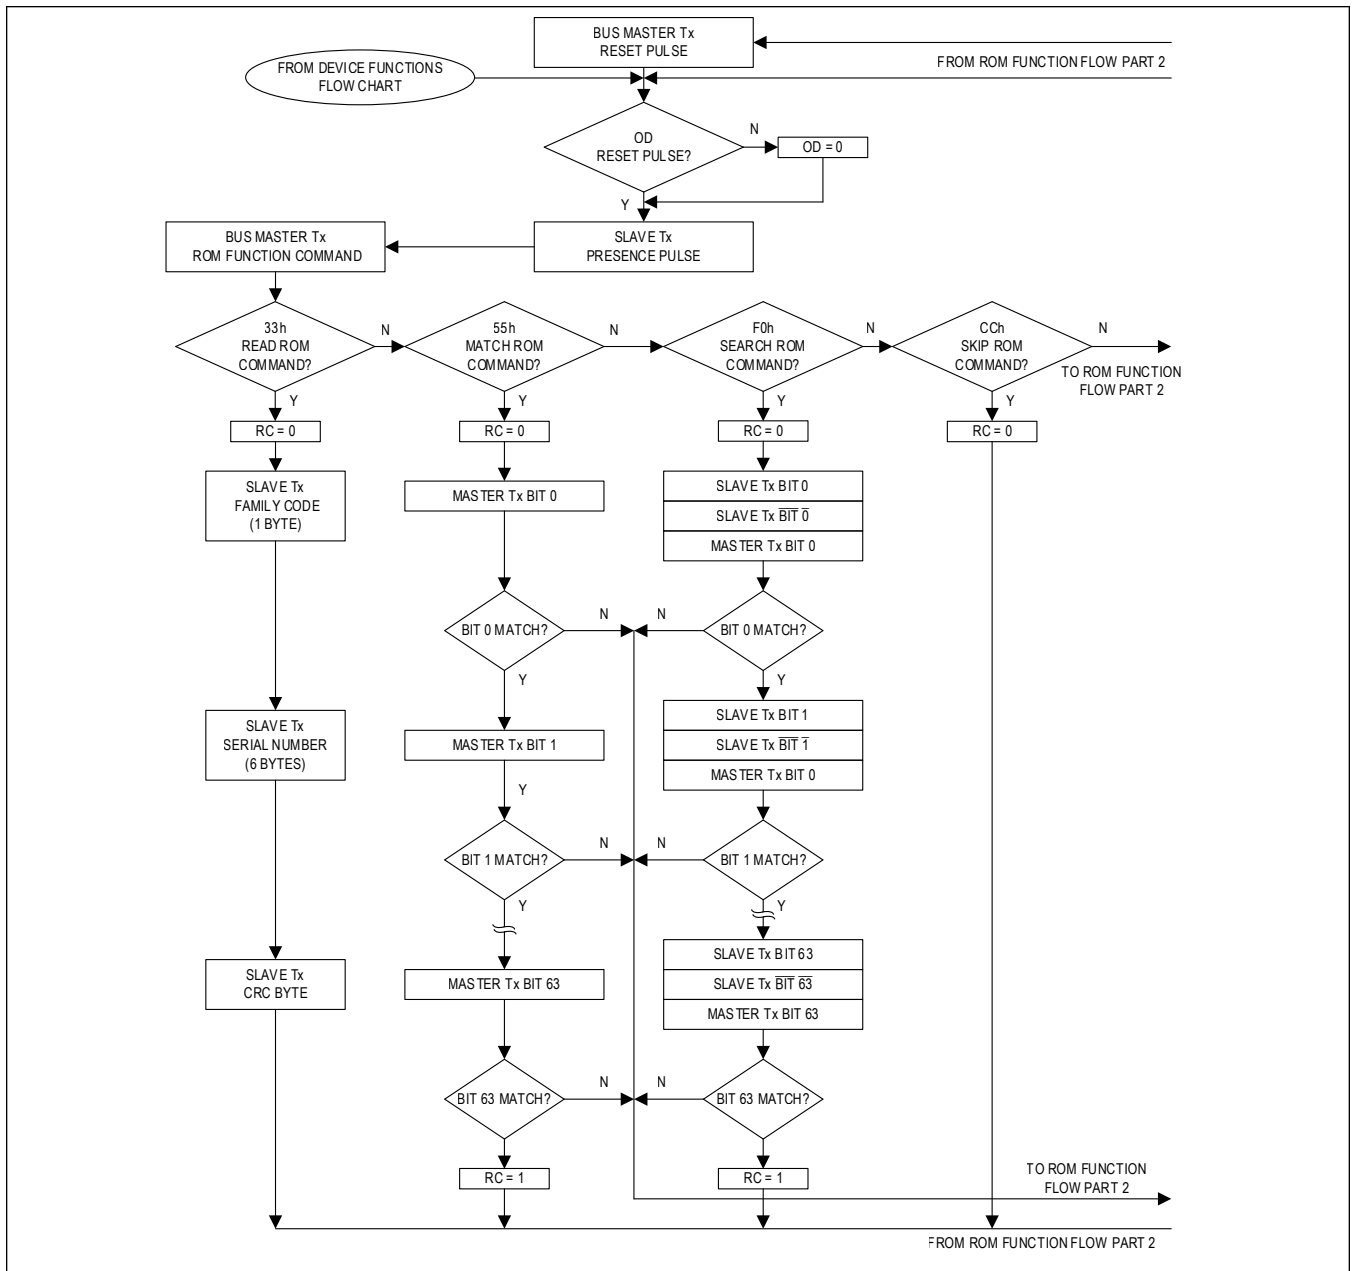 BUS MASTER Tx
RESET PULSE
FROM ROM FUNCTION FLOW PART 2
FROM DEVICE FUNCTIONS
FLOW CHART
OD
RESET PULSE?
N
OD = 0
Y
BUS MASTER Tx
ROM FUNCTION COMMAND
SLAVE Tx
PRESENCE PULSE
33h
READ ROM
COMMAND?
N
55h
MATCH ROM
COMMAND?
N
F0h
SEARCH ROM
COMMAND?
N
CCh
SKIP ROM
COMMAND?
N
TO ROM FUNCTION
FLOW PART 2
Y
Y
Y
Y
RC = 0
RC = 0
RC = 0
RC = 0
SLAVE Tx
FAMILY CODE
(1 BYTE)
MASTER Tx BIT 0
SLAVE Tx BIT 0
SLAVE Tx B̅I̅T̅ 0̅
MASTER Tx BIT 0
BIT 0 MATCH?
N
N
BIT 0 MATCH?
Y
Y
SLAVE Tx
SERIAL NUMBER
(6 BYTES)
MASTER Tx BIT 1
SLAVE Tx BIT 1
SLAVE Tx B̅I̅T̅ 1̅
MASTER Tx BIT 0
Y
BIT 1 MATCH?
N
N
BIT 1 MATCH?
Y
Y
SLAVE Tx
CRC BYTE
MASTER Tx BIT 63
SLAVE Tx BIT 63
SLAVE Tx B̅I̅T̅ 6̅3̅
MASTER Tx BIT 63
BIT 63 MATCH?
N
N
BIT 63 MATCH?
Y
Y
RC = 1
RC = 1
TO ROM FUNCTION
FLOW PART 2
FROM ROM FUNCTION FLOW PART 2